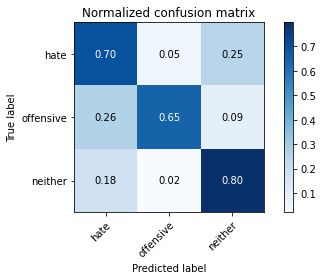 Normalized confusion matrix
True label
hate
0.70 0.05 0.25
offensive
0.26 0.65 0.09
neither
0.18 0.02 0.80
hate offensive neither
Predicted label
0.7
0.6
0.5
0.4
0.3
0.2
0.1